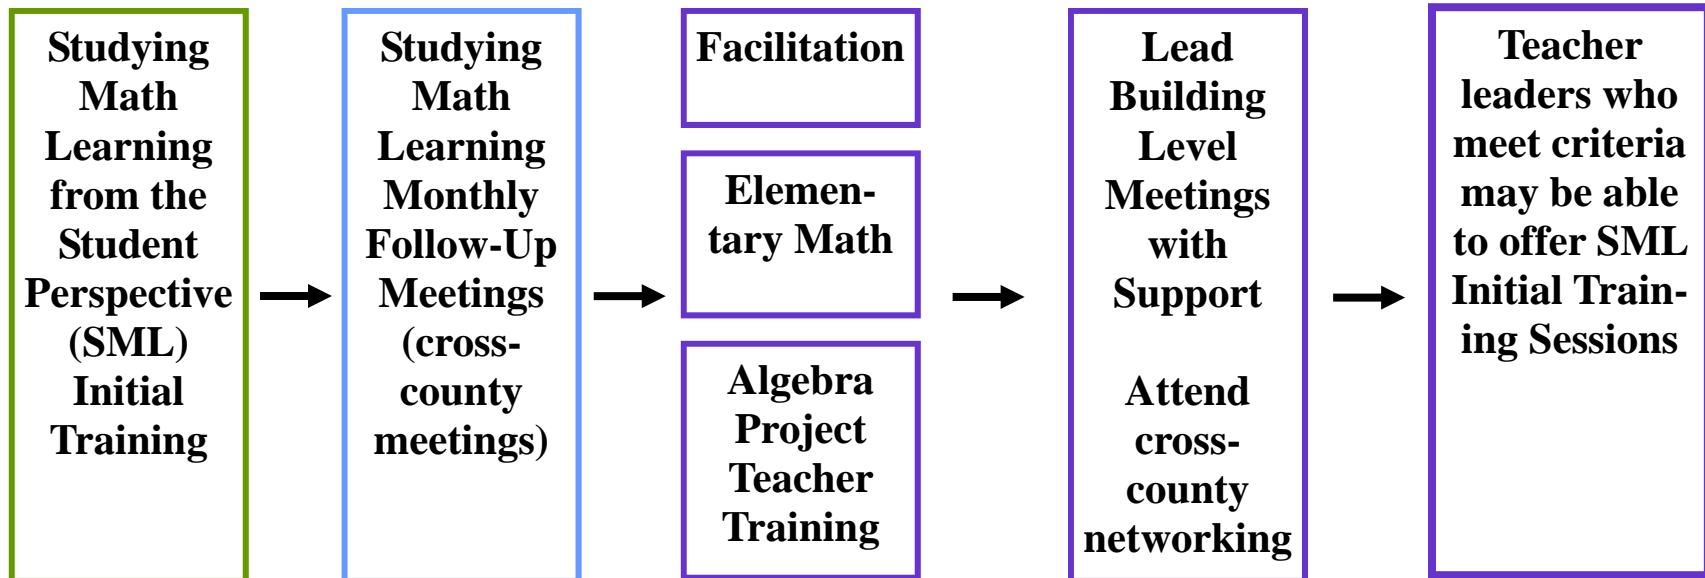 Studying
Math
Learning
from the
Student
Perspective
(SML)
Initial
Training
Studying
Math
Learning
Monthly
Follow-Up
Meetings
(cross-
county
meetings)
Facilitation
Elemen-
tary Math
Algebra
Project
Teacher
Training
Lead
Building
Level
Meetings
with
Support
Attend
cross-
county
networking
Teacher
leaders who
meet criteria
may be able
to offer SML
Initial Train-
ing Sessions